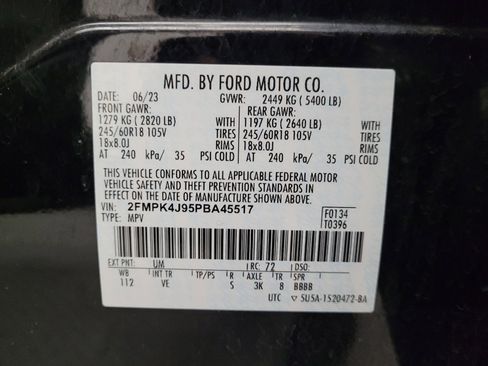 MFD. BY FORD MOTOR CO.
DATE: 06/23 GVWR: 2449 KG ( 5400 LB)
FRONT GAWR: REAR GAWR:
1279 KG ( 2820 LB) WITH 1197 KG ( 2640 LB) WITH
245/60R18 105V TIRES 245/60R18 105V TIRES
18x8.0J RIMS 18x8.0J RIMS
AT 240 kPa/ 35 PSI COLD AT 240 kPa/ 35 PSI COLD
THIS VEHICLE CONFORMS TO ALL APPLICABLE FEDERAL MOTOR
VEHICLE SAFETY AND THEFT PREVENTION STANDARDS IN
EFFECT ON THE DATE OF MANUFACTURE SHOWN ABOVE.
VIN: 2FMPK4J95PBA45517 F0134
TYPE: MPV T0396
EXT PNT: UM RC: 72 DSO:
WB INT TR TP/PS R AXLE TR SPR
112 VE S 3K 8 BBBB
UTC ▽ 5U5A-1520472-BA